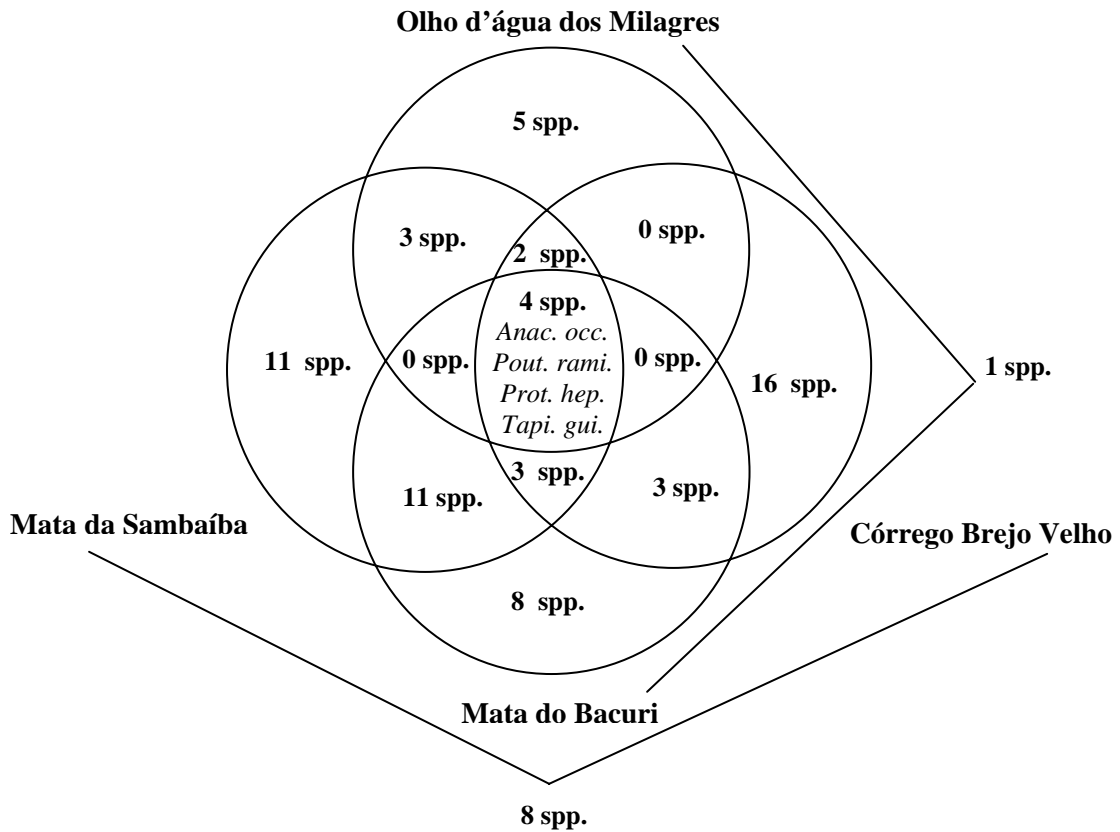 Olho d'água dos Milagres
5 spp.
3 spp.
2 spp.
0 spp.
4 spp.
Anac. occ.
Pout. rami.
Prot. hep.
Tapi. gui.
11 spp.
0 spp.
0 spp.
16 spp.
1 spp.
3 spp.
11 spp.
3 spp.
Mata da Sambaíba
Córrego Brejo Velho
8 spp.
Mata do Bacuri
8 spp.